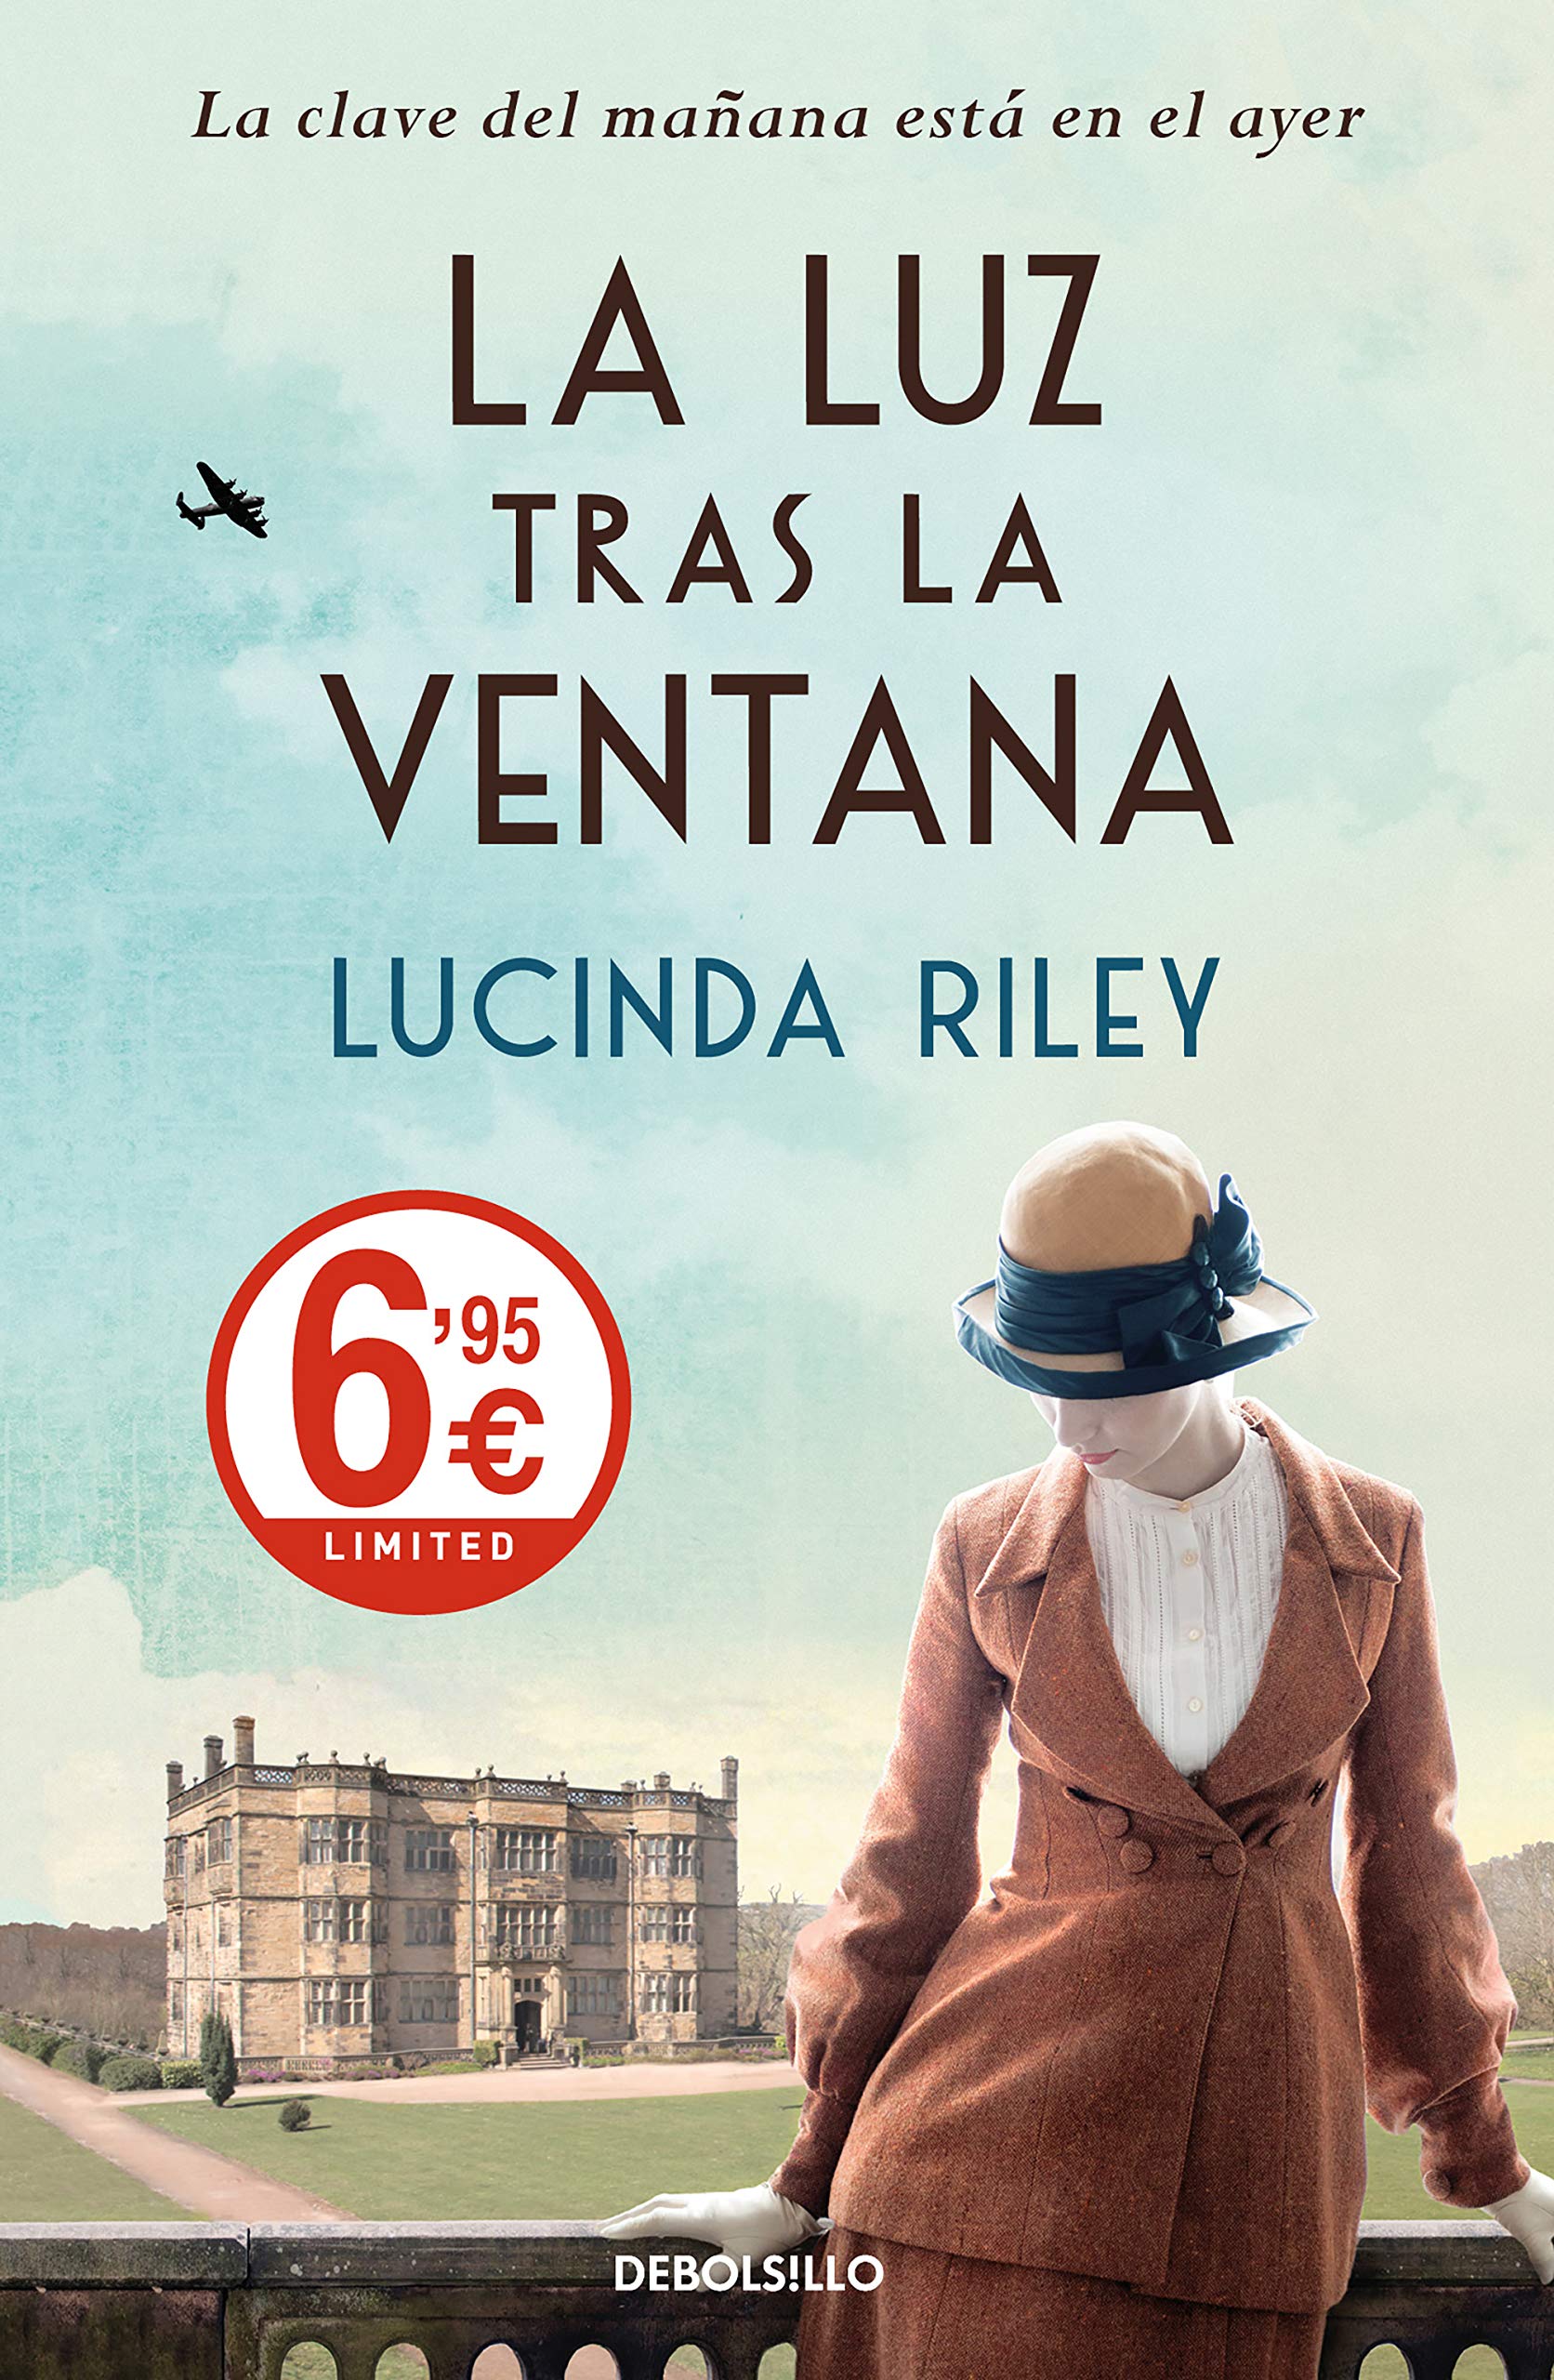 La clave del mañana está en el ayer
LA LUZ
TRAS LA
VENTANA
LUCINDA RILEY
6'95
€
LIMITED
DEBOLS!LLO